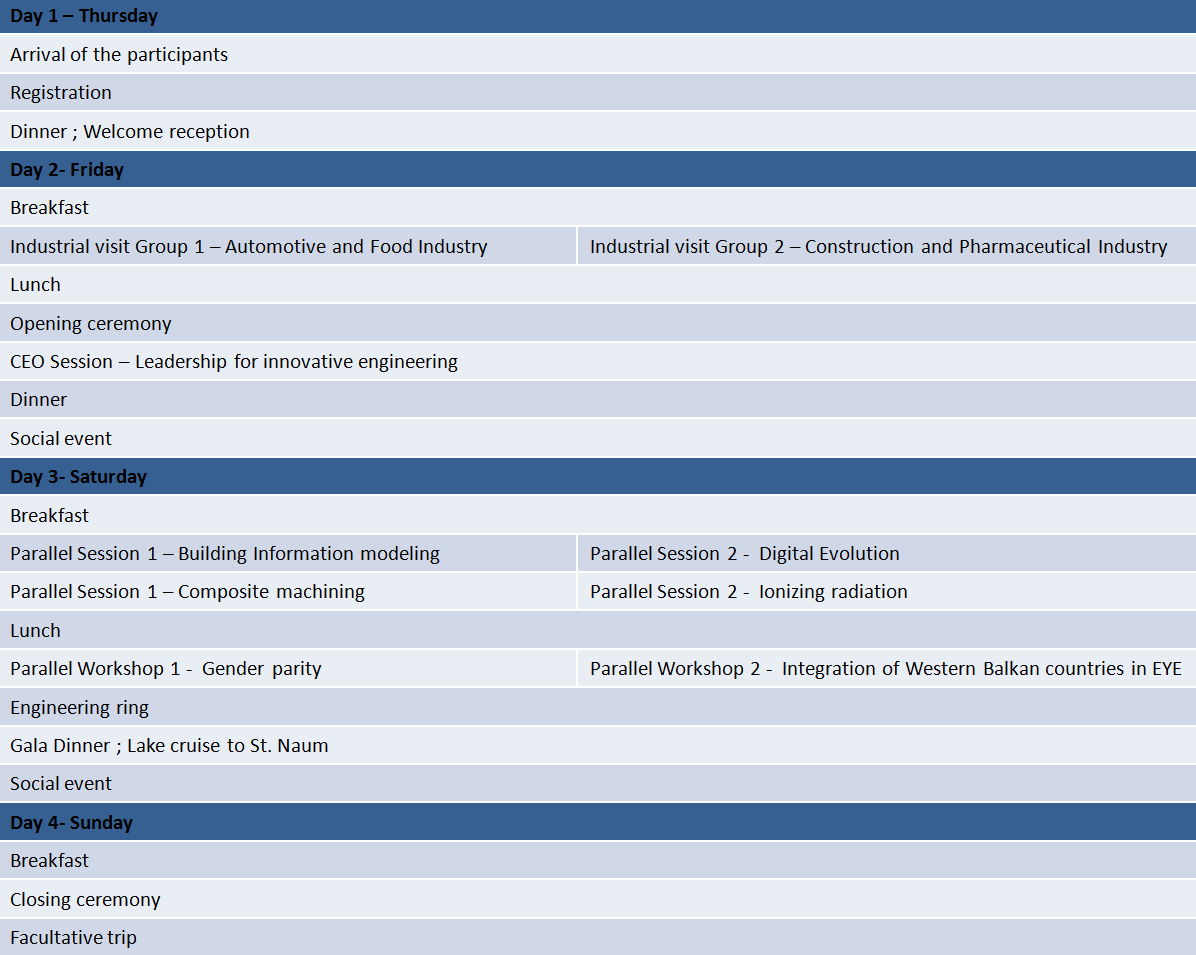 Day 1 – Thursday
Arrival of the participants
Registration
Dinner ; Welcome reception
Day 2- Friday
Breakfast
Industrial visit Group 1 – Automotive and Food Industry
Industrial visit Group 2 – Construction and Pharmaceutical Industry
Lunch
Opening ceremony
CEO Session – Leadership for innovative engineering
Dinner
Social event
Day 3- Saturday
Breakfast
Parallel Session 1 – Building Information modeling
Parallel Session 2 - Digital Evolution
Parallel Session 1 – Composite machining
Parallel Session 2 - Ionizing radiation
Lunch
Parallel Workshop 1 - Gender parity
Parallel Workshop 2 - Integration of Western Balkan countries in EYE
Engineering ring
Gala Dinner ; Lake cruise to St. Naum
Social event
Day 4- Sunday
Breakfast
Closing ceremony
Facultative trip